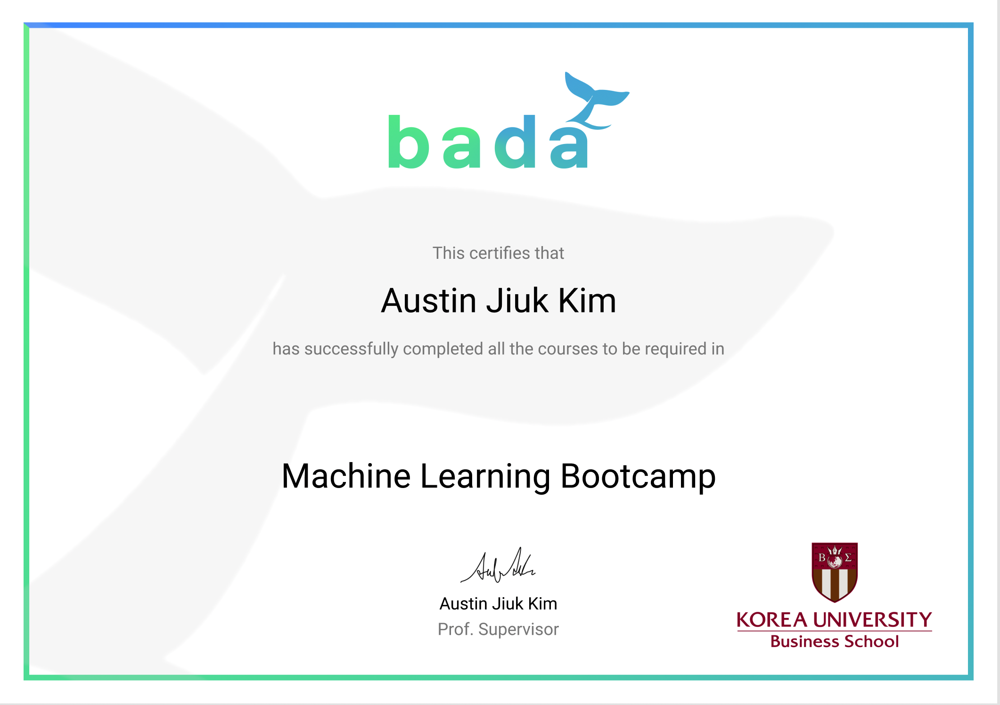 bada
This certifies that
Austin Jiuk Kim
has successfully completed all the courses to be required in
Machine Learning Bootcamp
Austin Jiuk Kim
Prof. Supervisor
Β Σ
KOREA UNIVERSITY
Business School